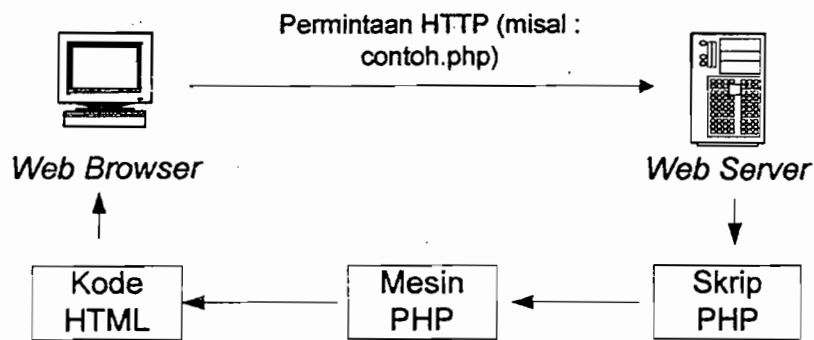 Permintaan HTTP (misal :
contoh.php)
Web Browser
Web Server
Kode
HTML
Mesin
PHP
Skrip
PHP